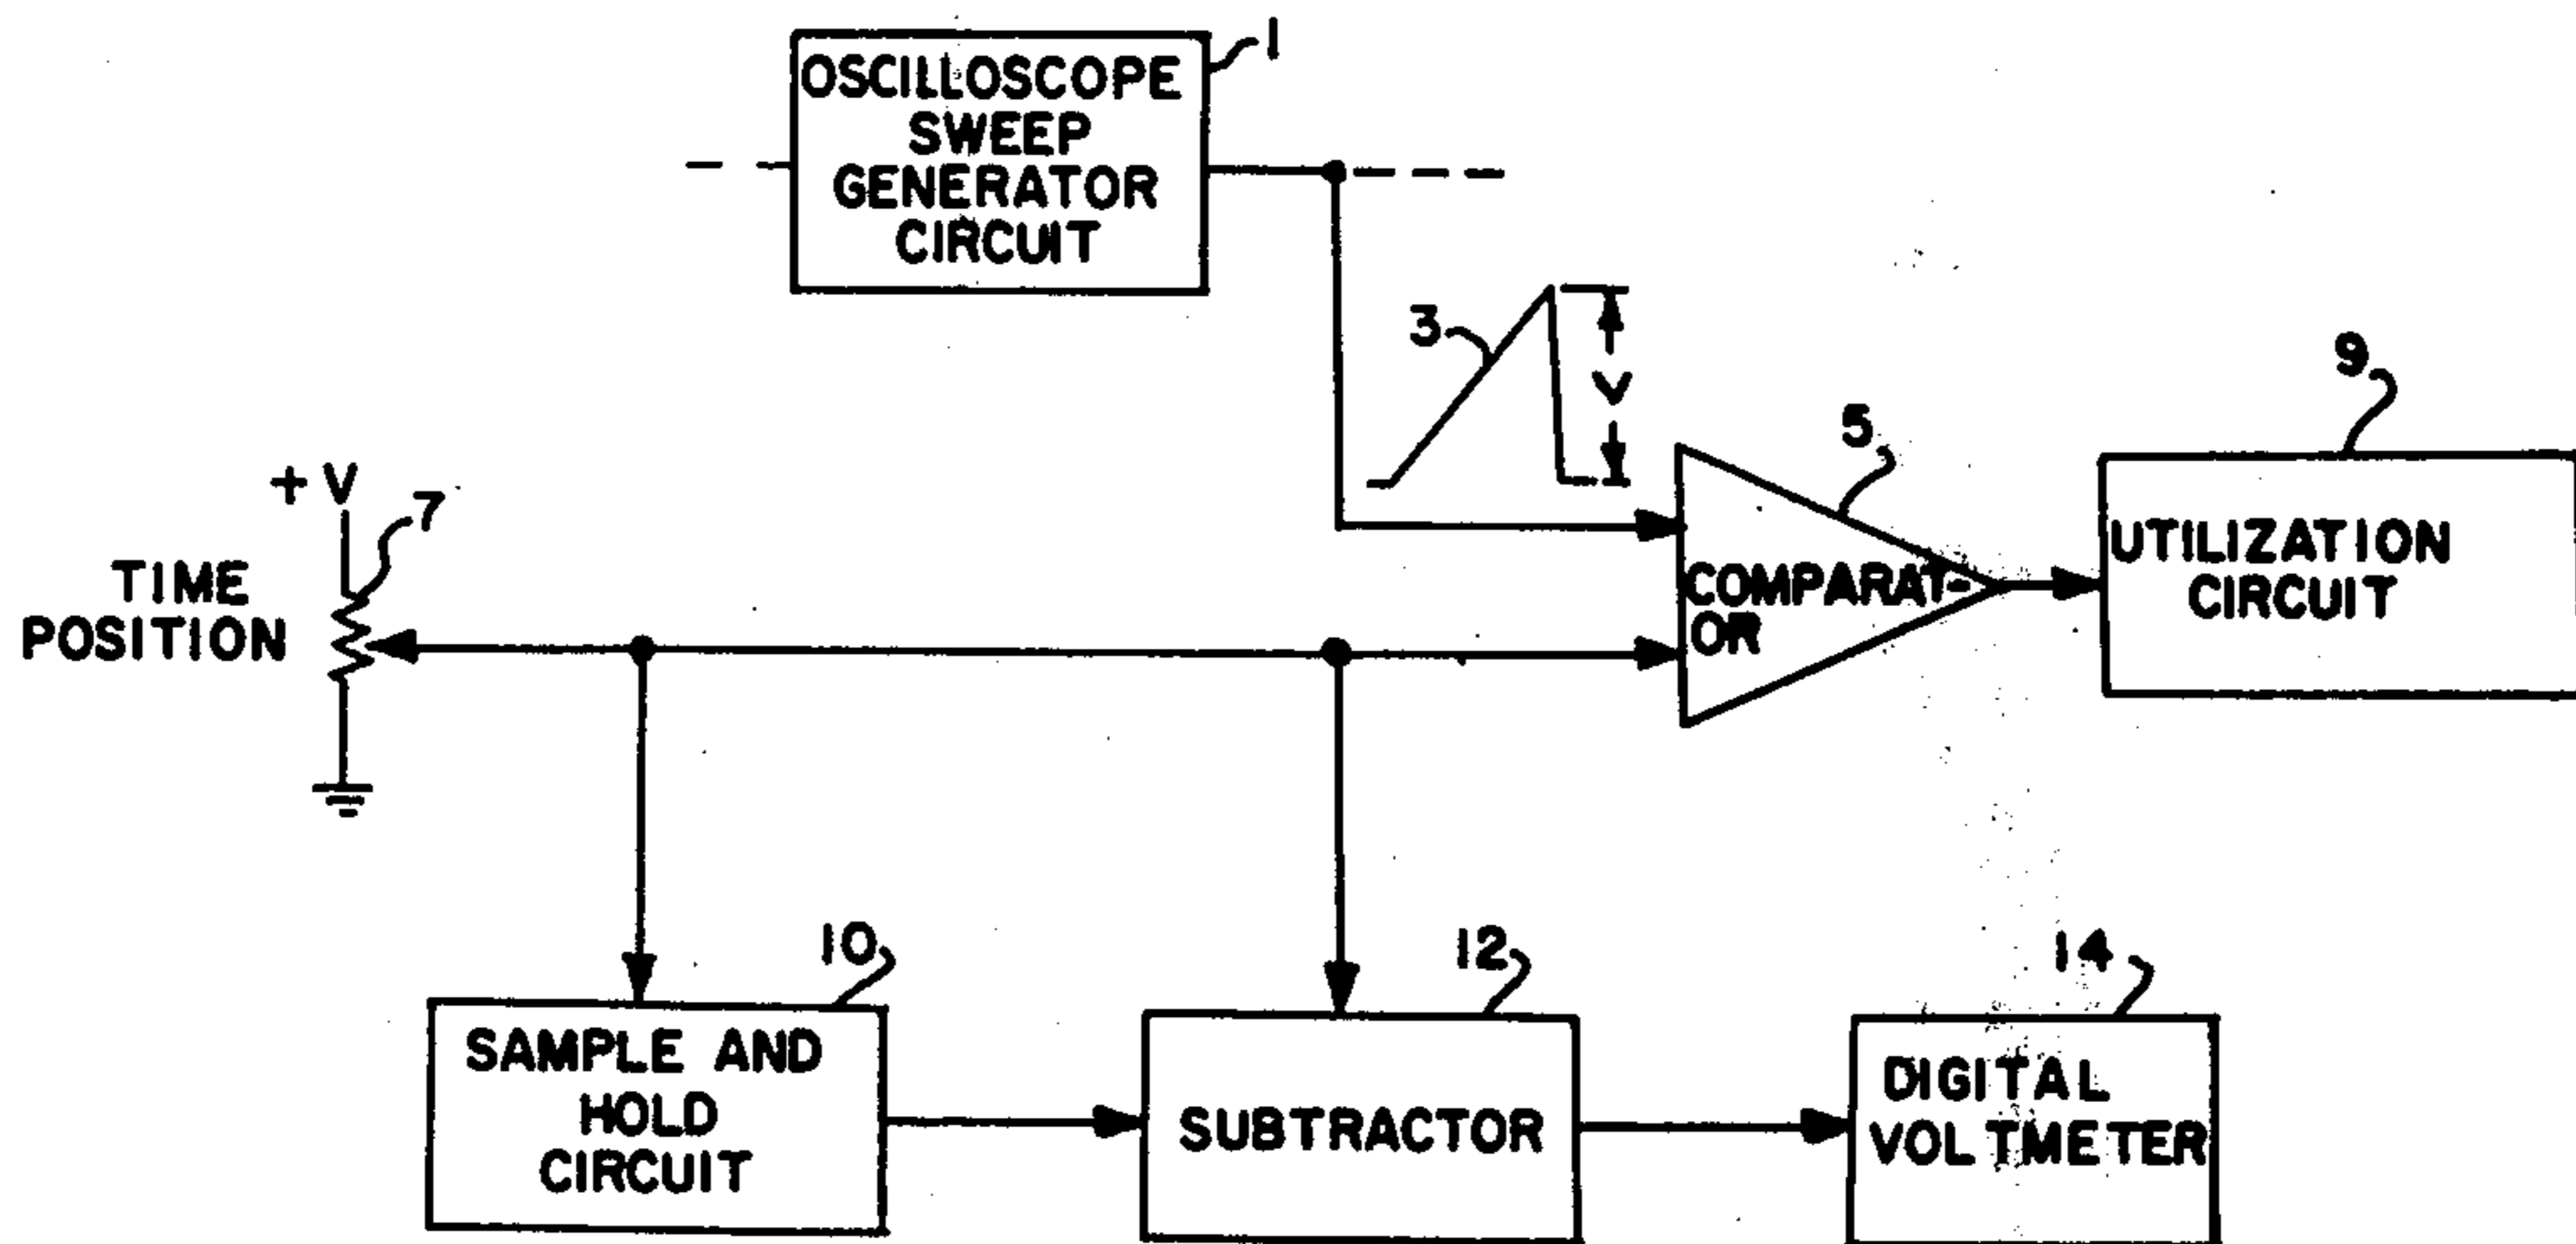 OSCILLOSCOPE
SWEEP
GENERATOR
CIRCUIT
1
3
V
5
9
+ V
7
TIME
POSITION
COMPARAT-
OR
UTILIZATION
CIRCUIT
10
12
14
SAMPLE AND
HOLD
CIRCUIT
SUBTRACTOR
DIGITAL
VOLTMETER